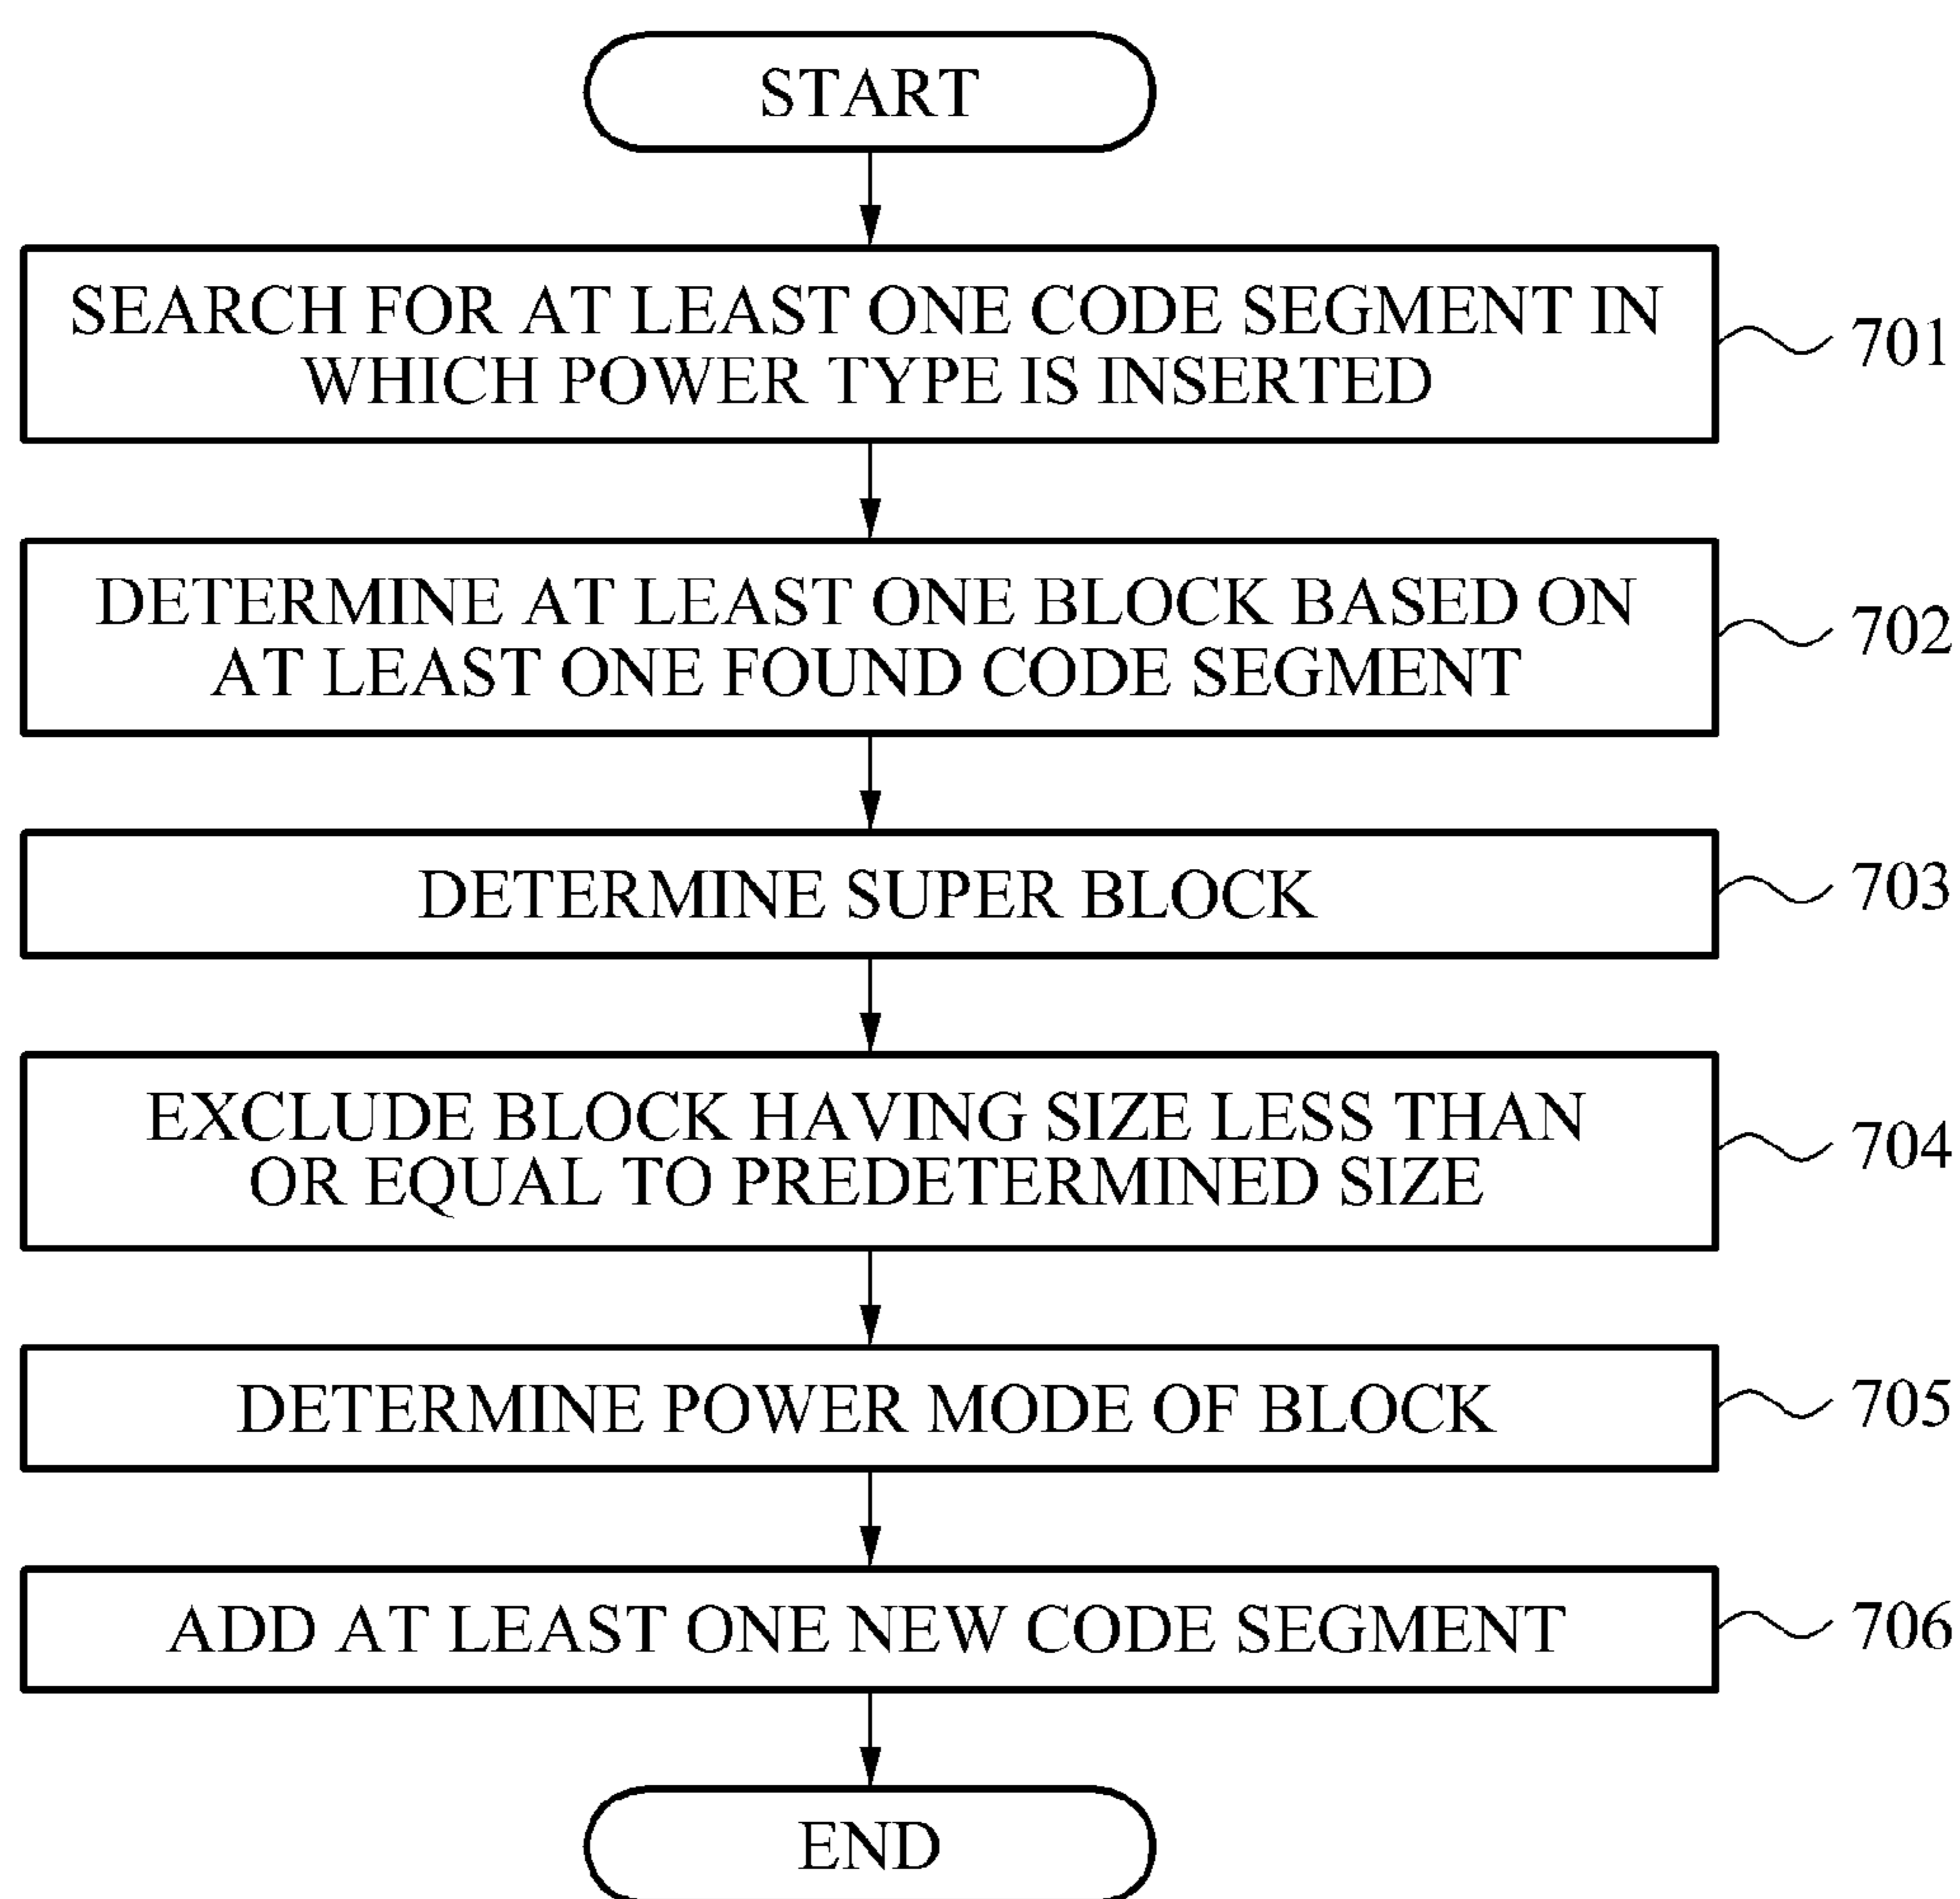 START
SEARCH FOR AT LEAST ONE CODE SEGMENT IN
WHICH POWER TYPE IS INSERTED
701
DETERMINE AT LEAST ONE BLOCK BASED ON
AT LEAST ONE FOUND CODE SEGMENT
702
DETERMINE SUPER BLOCK
703
EXCLUDE BLOCK HAVING SIZE LESS THAN
OR EQUAL TO PREDETERMINED SIZE
704
DETERMINE POWER MODE OF BLOCK
705
ADD AT LEAST ONE NEW CODE SEGMENT
706
END